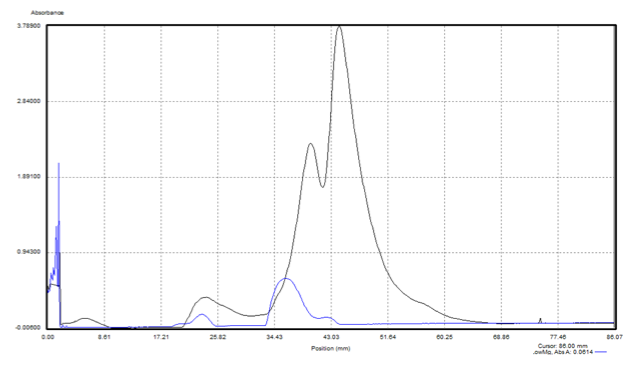 Absorbance
3.78900
2.84000
1.89100
0.94300
-0.00600
0.00 8.61 17.21 25.82 34.43 43.03 51.64 60.25 68.86 77.46 86.07
Position (mm)
Cursor: 86.00 mm
.owMg, Abs A: 0.0614